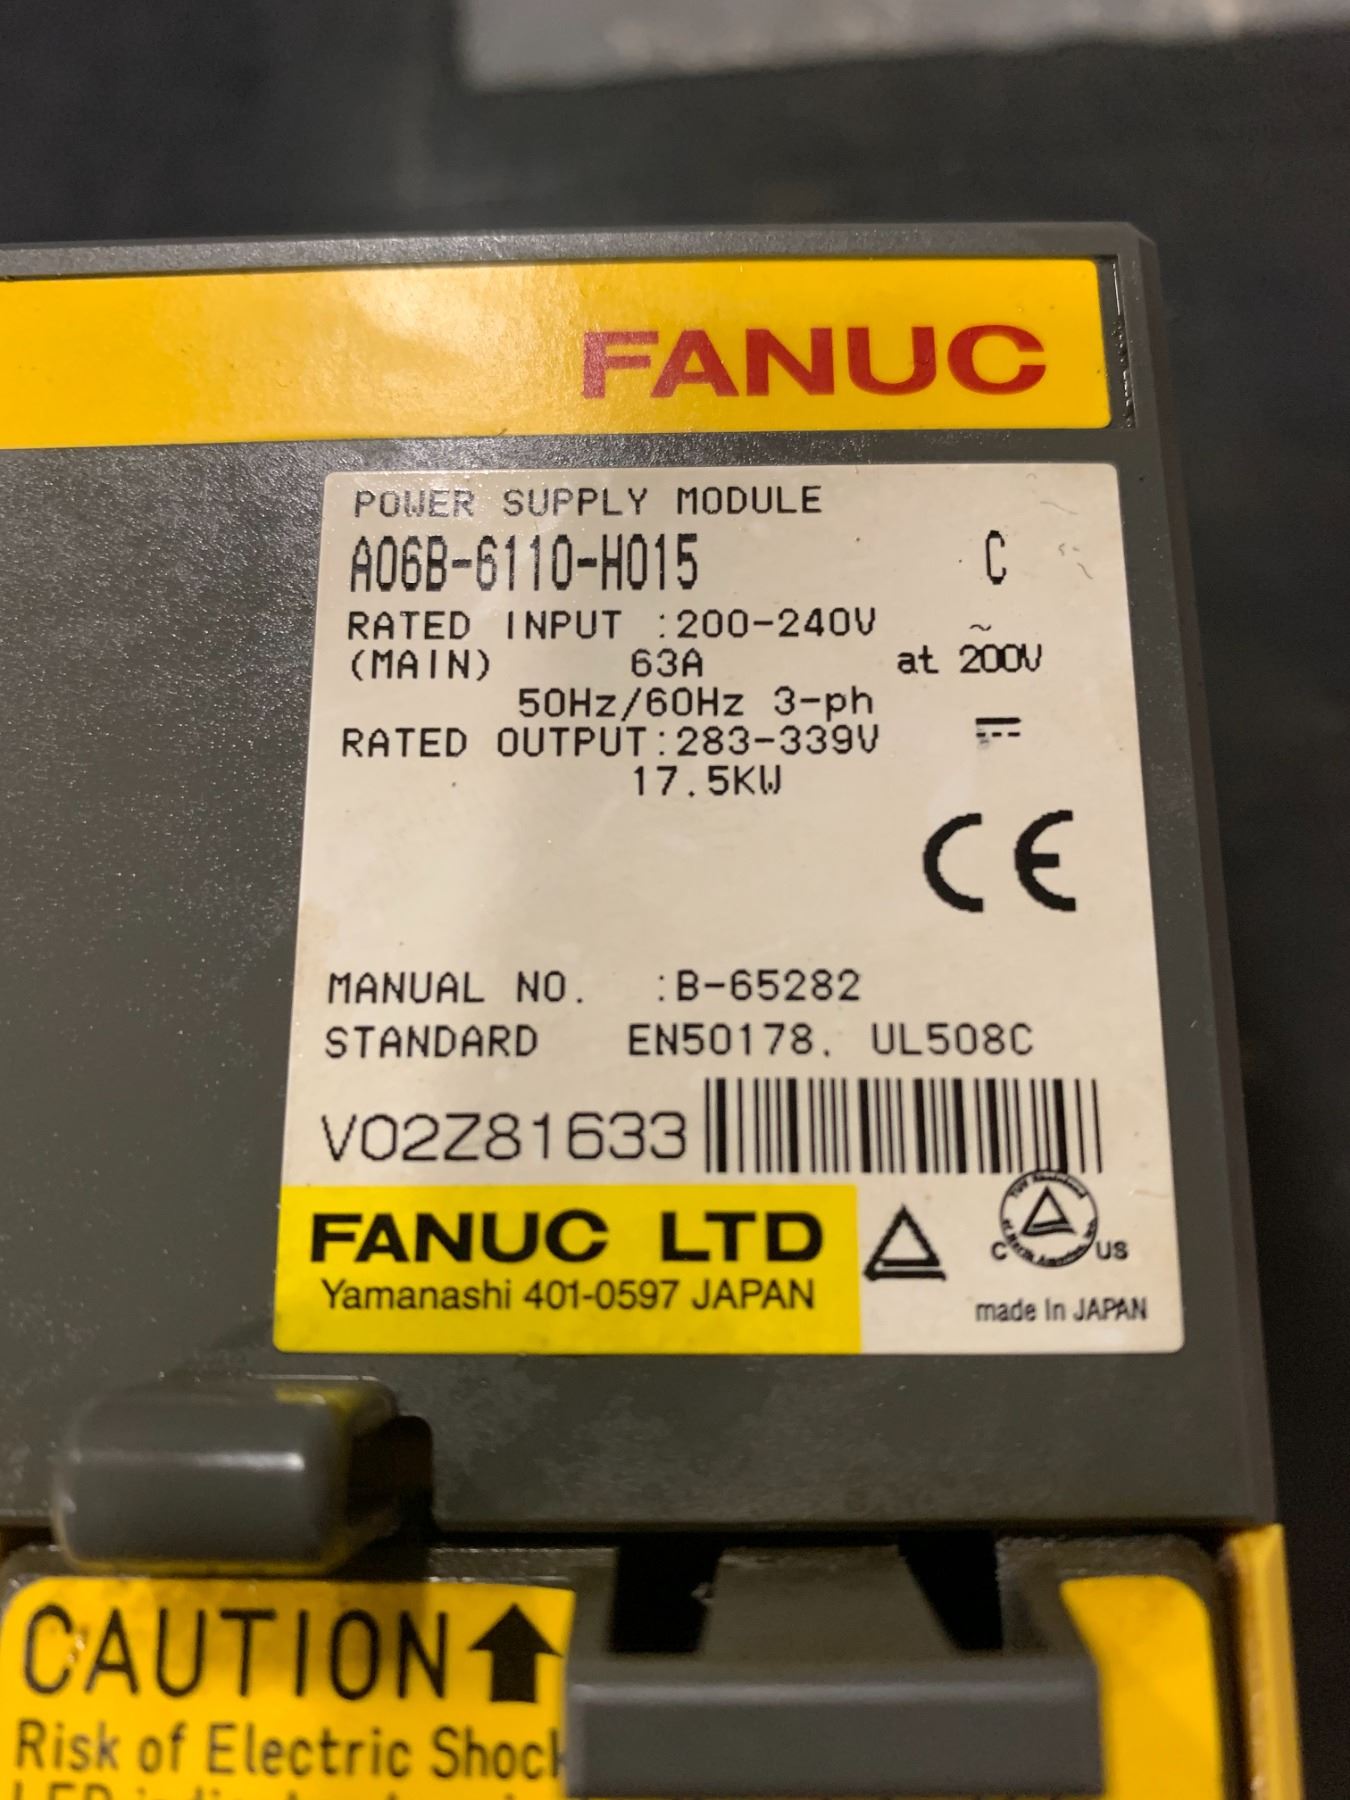 FANUC
POWER SUPPLY MODULE
A06B-6110-H015 C
RATED INPUT :200-240V ~
(MAIN) 63A at 200V
50Hz/60Hz 3-ph
RATED OUTPUT:283-339V
17.5KW
CE
MANUAL NO. :B-65282
STANDARD EN50178. UL508C
V02Z81633
FANUC LTD
Yamanashi 401-0597 JAPAN
C US
made In JAPAN
CAUTION
Risk of Electric Shock